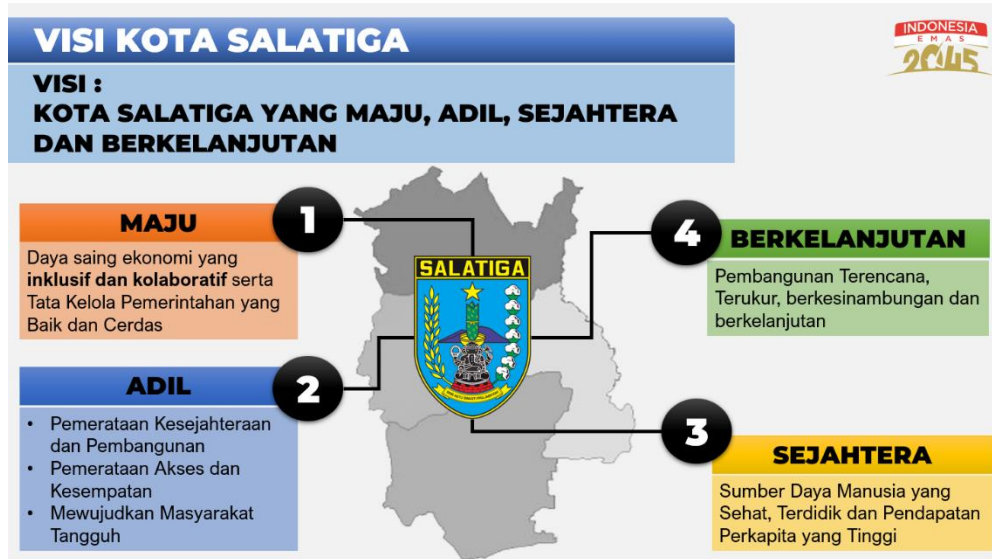 VISI KOTA SALATIGA
INDONESIA
EMAS
2045
VISI :
KOTA SALATIGA YANG MAJU, ADIL, SEJAHTERA
DAN BERKELANJUTAN
1
MAJU
Daya saing ekonomi yang
inklusif dan kolaboratif serta
Tata Kelola Pemerintahan yang
Baik dan Cerdas
2
ADIL
• Pemerataan Kesejahteraan
dan Pembangunan
• Pemerataan Akses dan
Kesempatan
• Mewujudkan Masyarakat
Tangguh
SALATIGA
4
BERKELANJUTAN
Pembangunan Terencana,
Terukur, berkesinambungan dan
berkelanjutan
3
SEJAHTERA
Sumber Daya Manusia yang
Sehat, Terdidik dan Pendapatan
Perkapita yang Tinggi